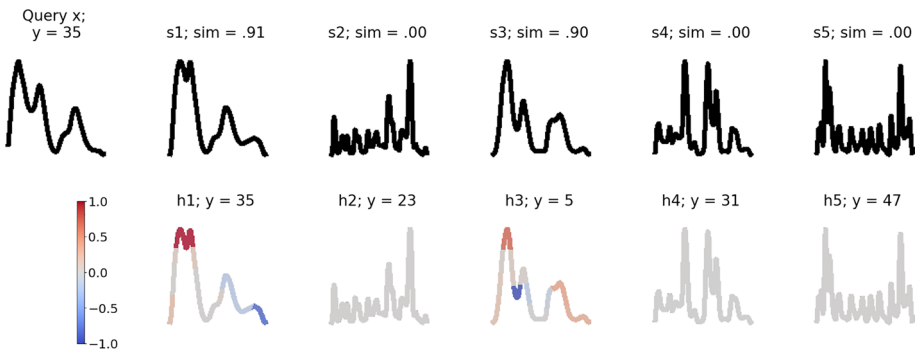 Query x;
y = 35
s1; sim = .91
s2; sim = .00
s3; sim = .90
s4; sim = .00
s5; sim = .00
h1; y = 35
h2; y = 23
h3; y = 5
h4; y = 31
h5; y = 47
1.0
0.5
0.0
−0.5
−1.0